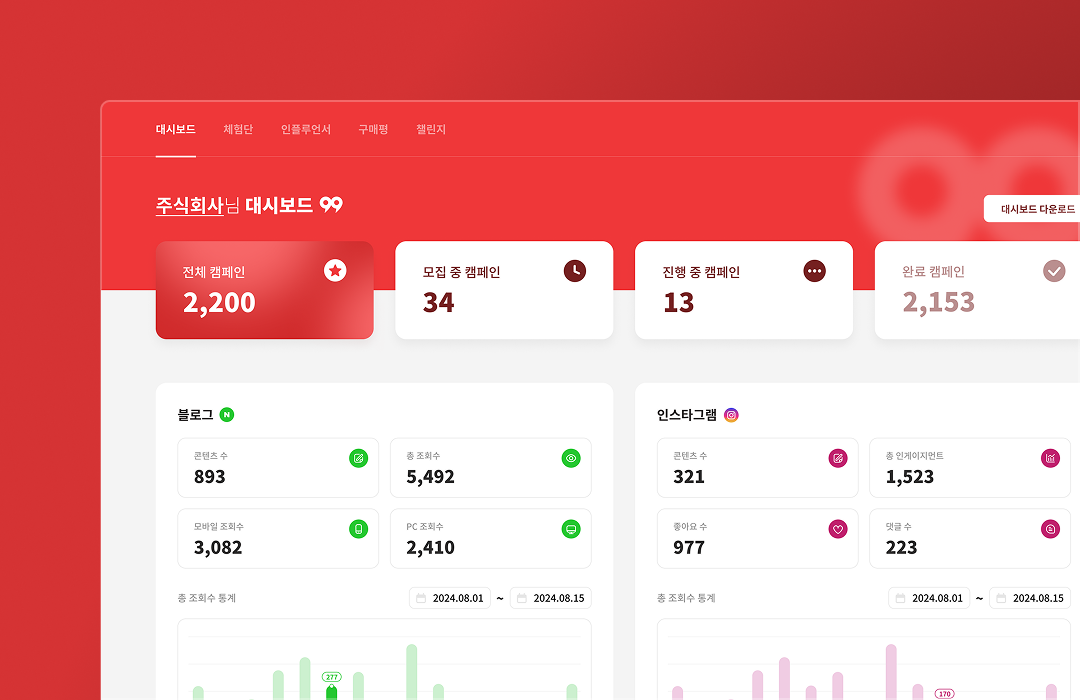 대시보드 체험단 인플루언서 구매평 챌린지
주식회사님 대시보드 99
대시보드 다운로드
전체 캠페인
2,200
모집 중 캠페인
34
진행 중 캠페인
13
완료 캠페인
2,153
블로그 N
콘텐츠 수
893
총 조회수
5,492
모바일 조회수
3,082
PC 조회수
2,410
총 조회수 통계
2024.08.01 ~ 2024.08.15
277
인스타그램
콘텐츠 수
321
총 인게이지먼트
1,523
좋아요 수
977
댓글 수
223
총 조회수 통계
2024.08.01 ~ 2024.08.15
170